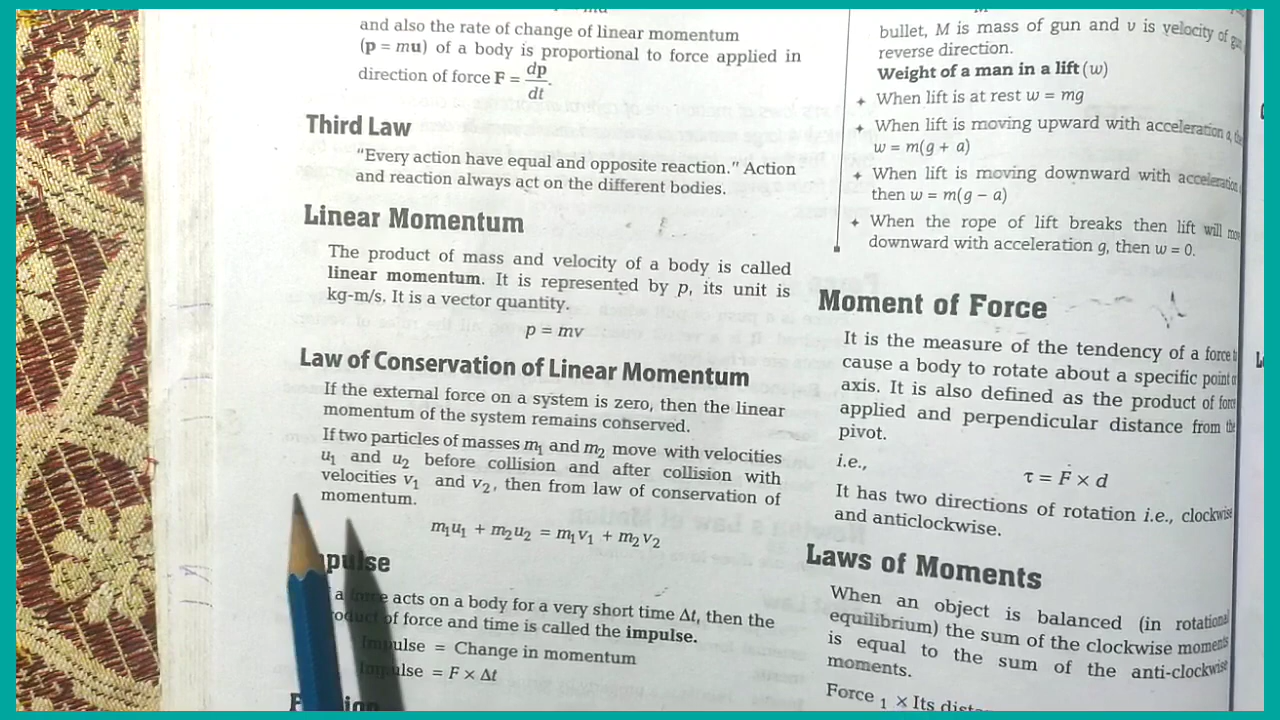 and also the rate of change of linear momentum
(p = mu) of a body is proportional to force applied in
direction of force F = dp/dt.
Third Law
"Every action have equal and opposite reaction." Action
and reaction always act on the different bodies.
Linear Momentum
The product of mass and velocity of a body is called
linear momentum. It is represented by p, its unit is
kg-m/s. It is a vector quantity.
p = mv
Law of Conservation of Linear Momentum
If the external force on a system is zero, then the linear
momentum of the system remains conserved.
If two particles of masses m₁ and m₂ move with velocities
u₁ and u₂ before collision and after collision with
velocities v₁ and v₂, then from law of conservation of
momentum.
m₁u₁ + m₂u₂ = m₁v₁ + m₂v₂
pulse
a force acts on a body for a very short time Δt, then the
of force and time is called the impulse.
Impulse = Change in momentum
Impulse = F × Δt
bullet, M is mass of gun and v is velocity of
reverse direction.
Weight of a man in a lift (w)
+ When lift is at rest w = mg
+ When lift is moving upward with acceleration a,
w = m(g + a)
+ When lift is moving downward with acceleration
then w = m(g − a)
+ When the rope of lift breaks then lift will
downward with acceleration g, then w = 0.
Moment of Force
It is the measure of the tendency of a force
cause a body to rotate about a specific point
axis. It is also defined as the product of force
applied and perpendicular distance from the
pivot.
i.e., τ = F × d
It has two directions of rotation i.e., clockwise
and anticlockwise.
Laws of Moments
When an object is balanced (in rotational
equilibrium) the sum of the clockwise moments
is equal to the sum of the anti-clockwise
moments.
Force ₁ × Its